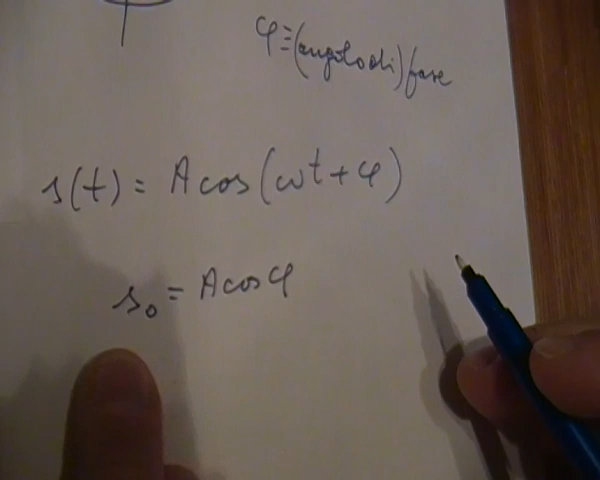 φ≡(angolo di) fase
s(t) = A cos(ωt+φ)
s₀ = A cos φ